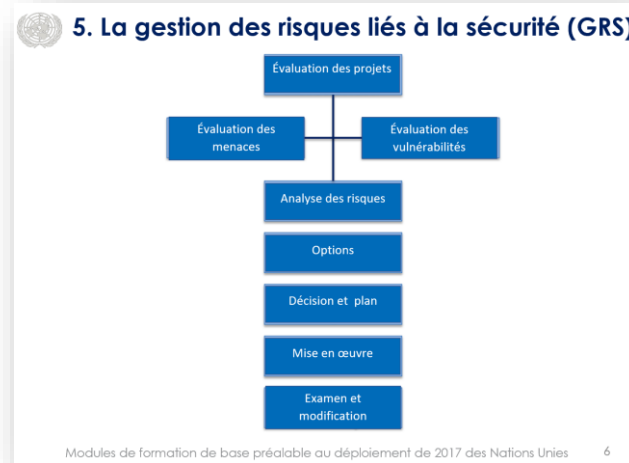 5. La gestion des risques liés à la sécurité (GRS)
Évaluation des projets
Évaluation des
menaces
Évaluation des
vulnérabilités
Analyse des risques
Options
Décision et plan
Mise en œuvre
Examen et
modification
Modules de formation de base préalable au déploiement de 2017 des Nations Unies 6